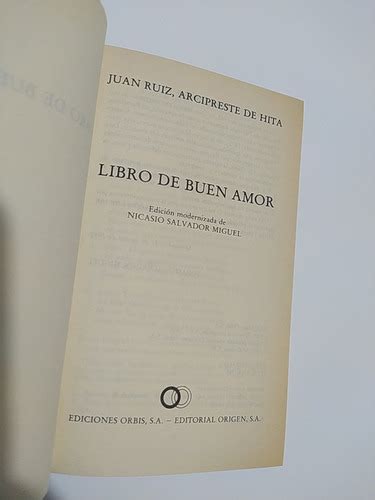 JUAN RUIZ, ARCIPRESTE DE HITA
LIBRO DE BUEN AMOR
Edición modernizada de
NICASIO SALVADOR MIGUEL
EDICIONES ORBIS, S.A. – EDITORIAL ORIGEN, S.A.